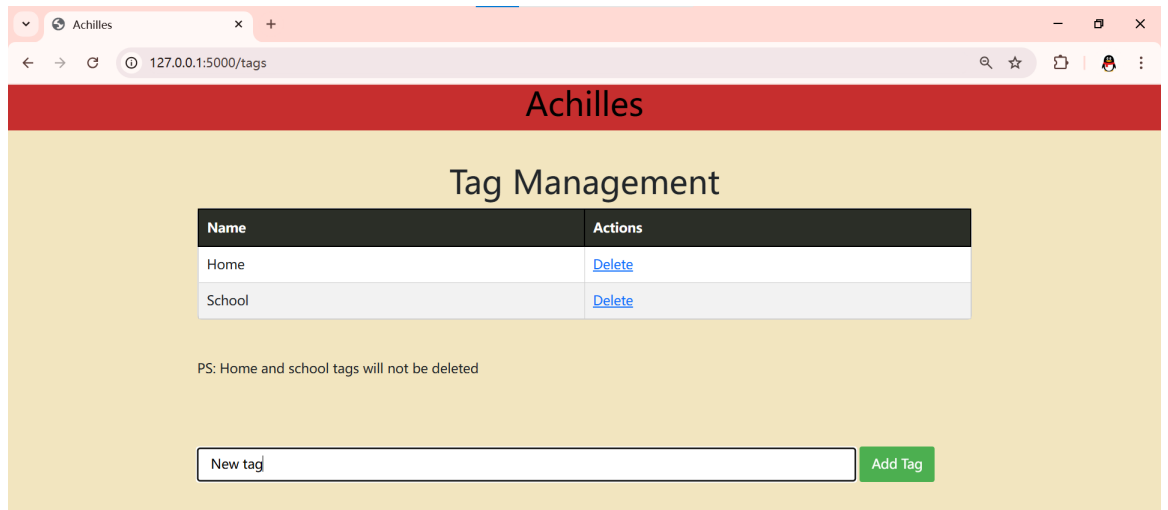 Achilles
127.0.0.1:5000/tags
Achilles
Tag Management
Name Actions
Home Delete
School Delete
PS: Home and school tags will not be deleted
New tag Add Tag